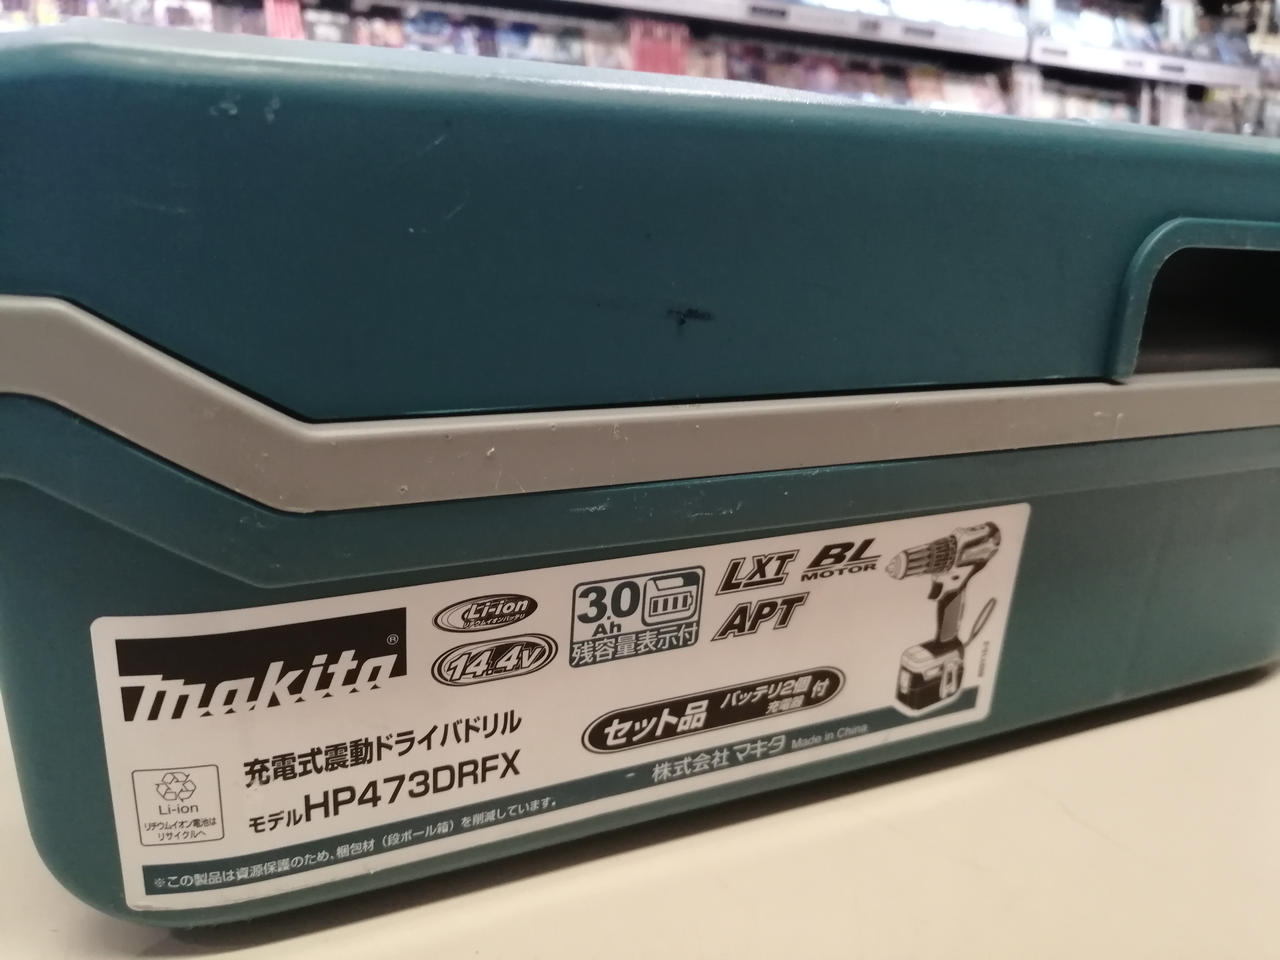 makita®
Li-ion
リチウムイオンバッテリ
14.4V
3.0
Ah
残容量表示付
LXT
BL
MOTOR
APT
充電式震動ドライバドリル
モデルHP473DRFX
セット品
バッテリ2個
充電器
付
Li-ion
リチウムイオン電池は
リサイクルへ
株式会社マキタ Made in China
※この製品は資源保護のため、梱包材（段ボール箱）を削減しています。